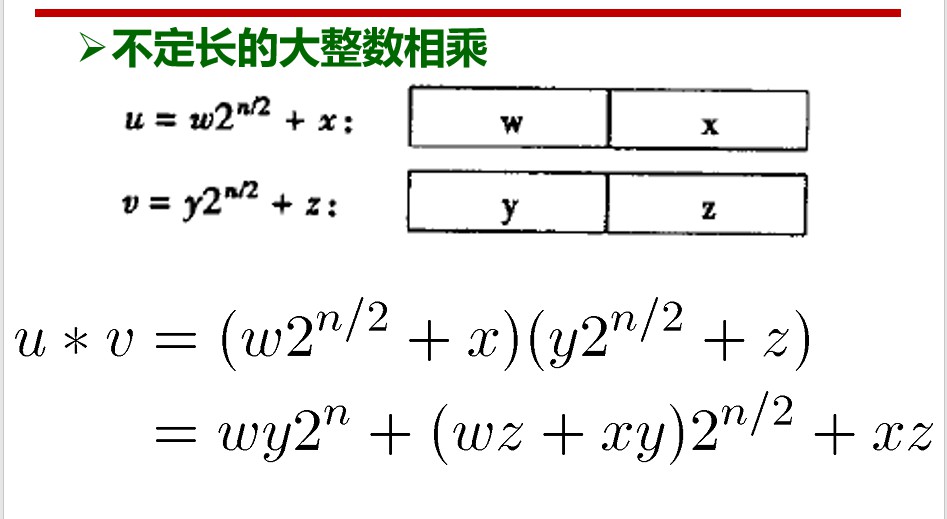 ➢不定长的大整数相乘
u = w2^{n/2} + x:
w
x
v = y2^{n/2} + z:
y
z
u * v = (w2^{n/2} + x)(y2^{n/2} + z)
= wy2^n + (wz + xy)2^{n/2} + xz